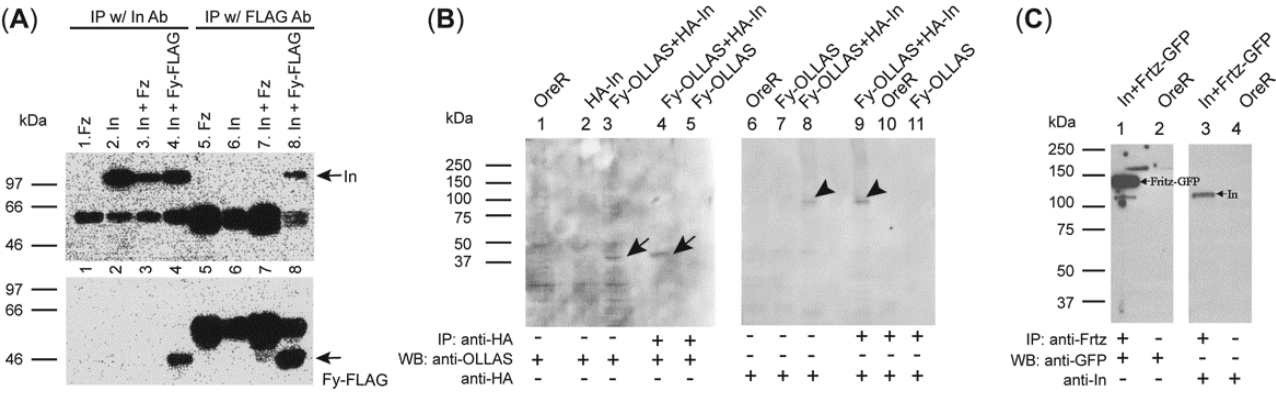 (A)
IP w/ In Ab
IP w/ FLAG Ab
kDa
1.Fz
2. In
3. In + Fz
4. In + Fy-FLAG
5. Fz
6. In
7. In + Fz
8. In + Fy-FLAG
97
66
46
In
1 2 3 4 5 6 7 8
97
66
46
Fy-FLAG
(B)
OreR
HA-In
Fy-OLLAS+HA-In
Fy-OLLAS+HA-In
Fy-OLLAS
kDa
1 2 3 4 5
250
150
100
75
50
37
IP: anti-HA - - - + +
WB: anti-OLLAS + + + + +
anti-HA - - - - -
OreR
Fy-OLLAS
Fy-OLLAS+HA-In
Fy-OLLAS+HA-In
OreR
Fy-OLLAS
6 7 8 9 10 11
- - - + + +
- - - - - -
+ + + + + +
(C)
In+Frtz-GFP
OreR
In+Frtz-GFP
OreR
kDa
1 2 3 4
250
150
100
75
50
37
Fritz-GFP
In
IP: anti-Frtz + - + -
WB: anti-GFP + + - -
anti-In - - + +